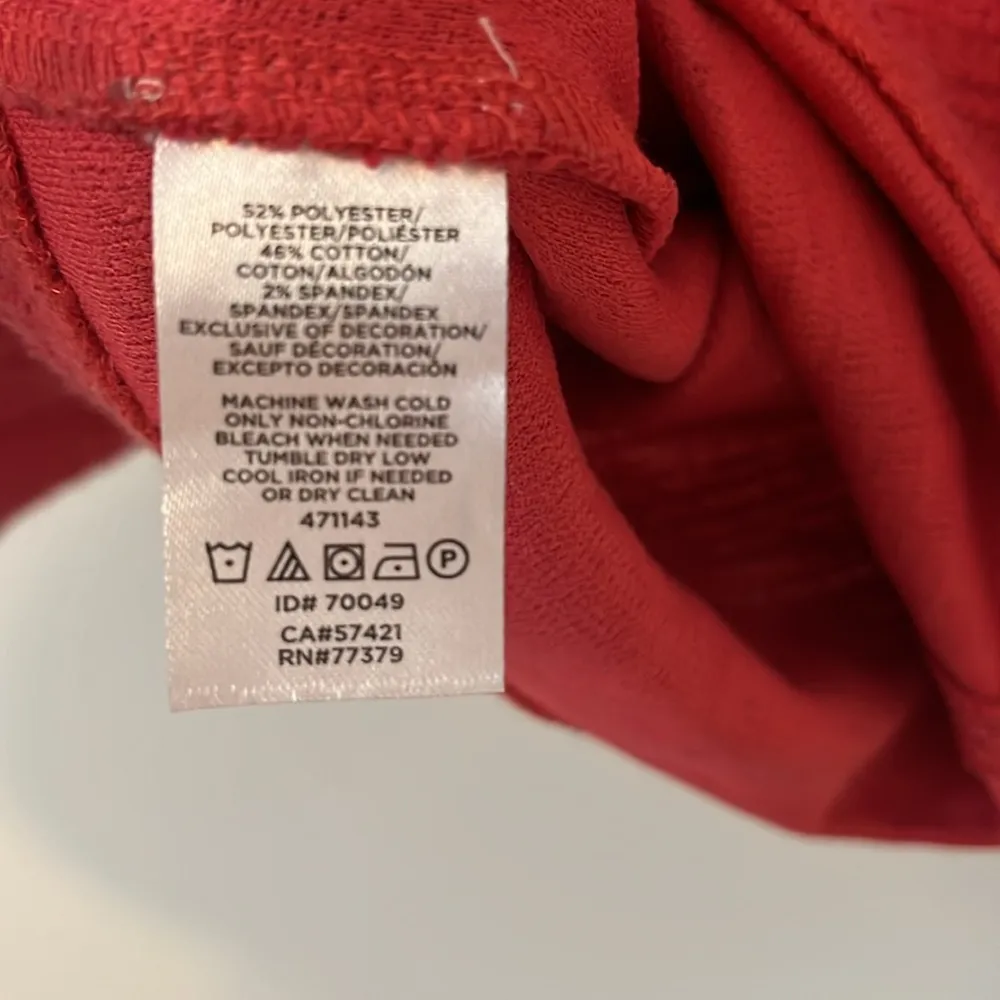 52% POLYESTER/
POLYESTER/POLIÉSTER
46% COTTON/
COTON/ALGODÓN
2% SPANDEX/
SPANDEX/SPANDEX
EXCLUSIVE OF DECORATION/
SAUF DÉCORATION/
EXCEPTO DECORACIÓN
MACHINE WASH COLD
ONLY NON-CHLORINE
BLEACH WHEN NEEDED
TUMBLE DRY LOW
COOL IRON IF NEEDED
OR DRY CLEAN
471143
P
ID# 70049
CA#57421
RN#77379